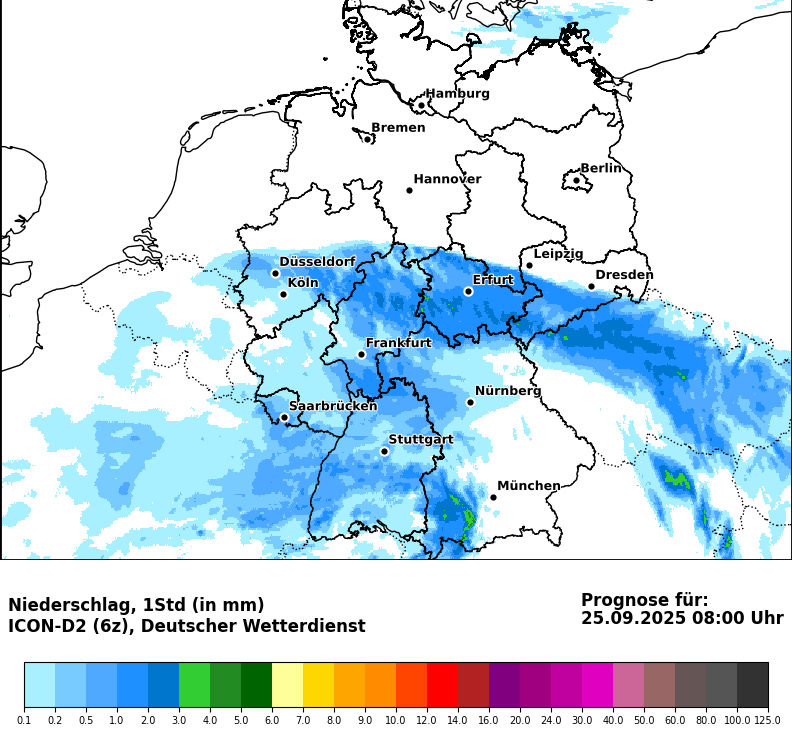 Hamburg
Bremen
Berlin
Hannover
Leipzig
Düsseldorf
Dresden
Köln
Erfurt
Frankfurt
Nürnberg
Saarbrücken
Stuttgart
München
Niederschlag, 1Std (in mm)
ICON-D2 (6z), Deutscher Wetterdienst
Prognose für:
25.09.2025 08:00 Uhr
0.1 0.2 0.5 1.0 2.0 3.0 4.0 5.0 6.0 7.0 8.0 9.0 10.0 12.0 14.0 16.0 20.0 24.0 30.0 40.0 50.0 60.0 80.0 100.0 125.0